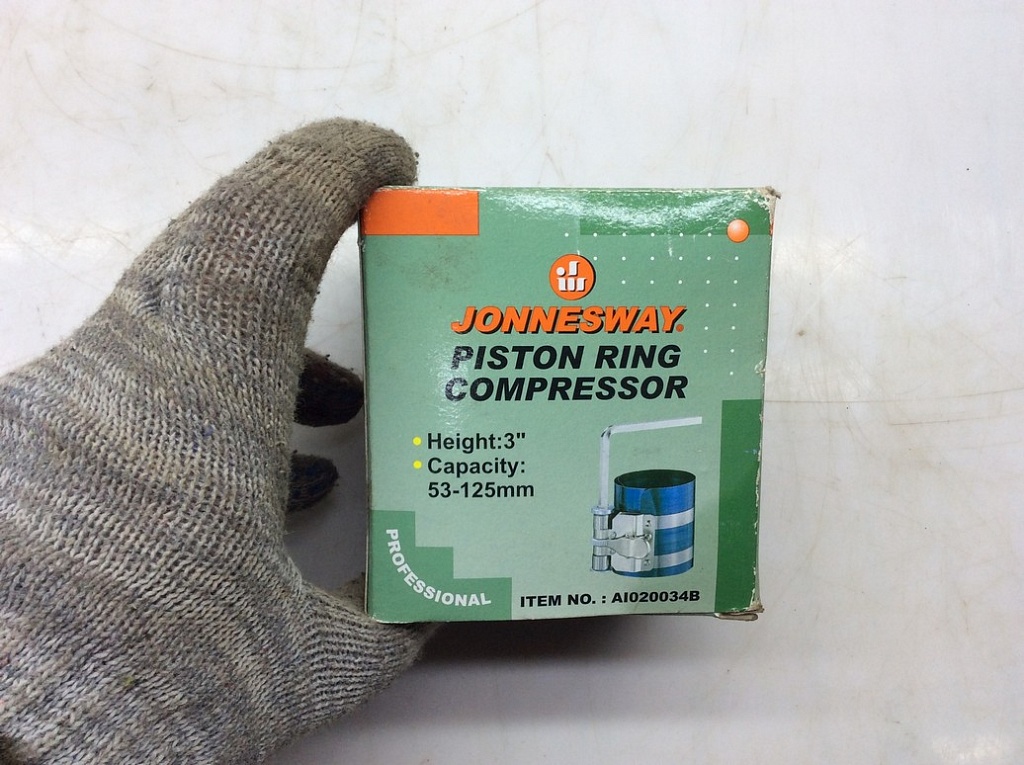 JONNESWAY®
PISTON RING
COMPRESSOR
Height:3"
Capacity:
53-125mm
PROFESSIONAL
ITEM NO. : AI020034B